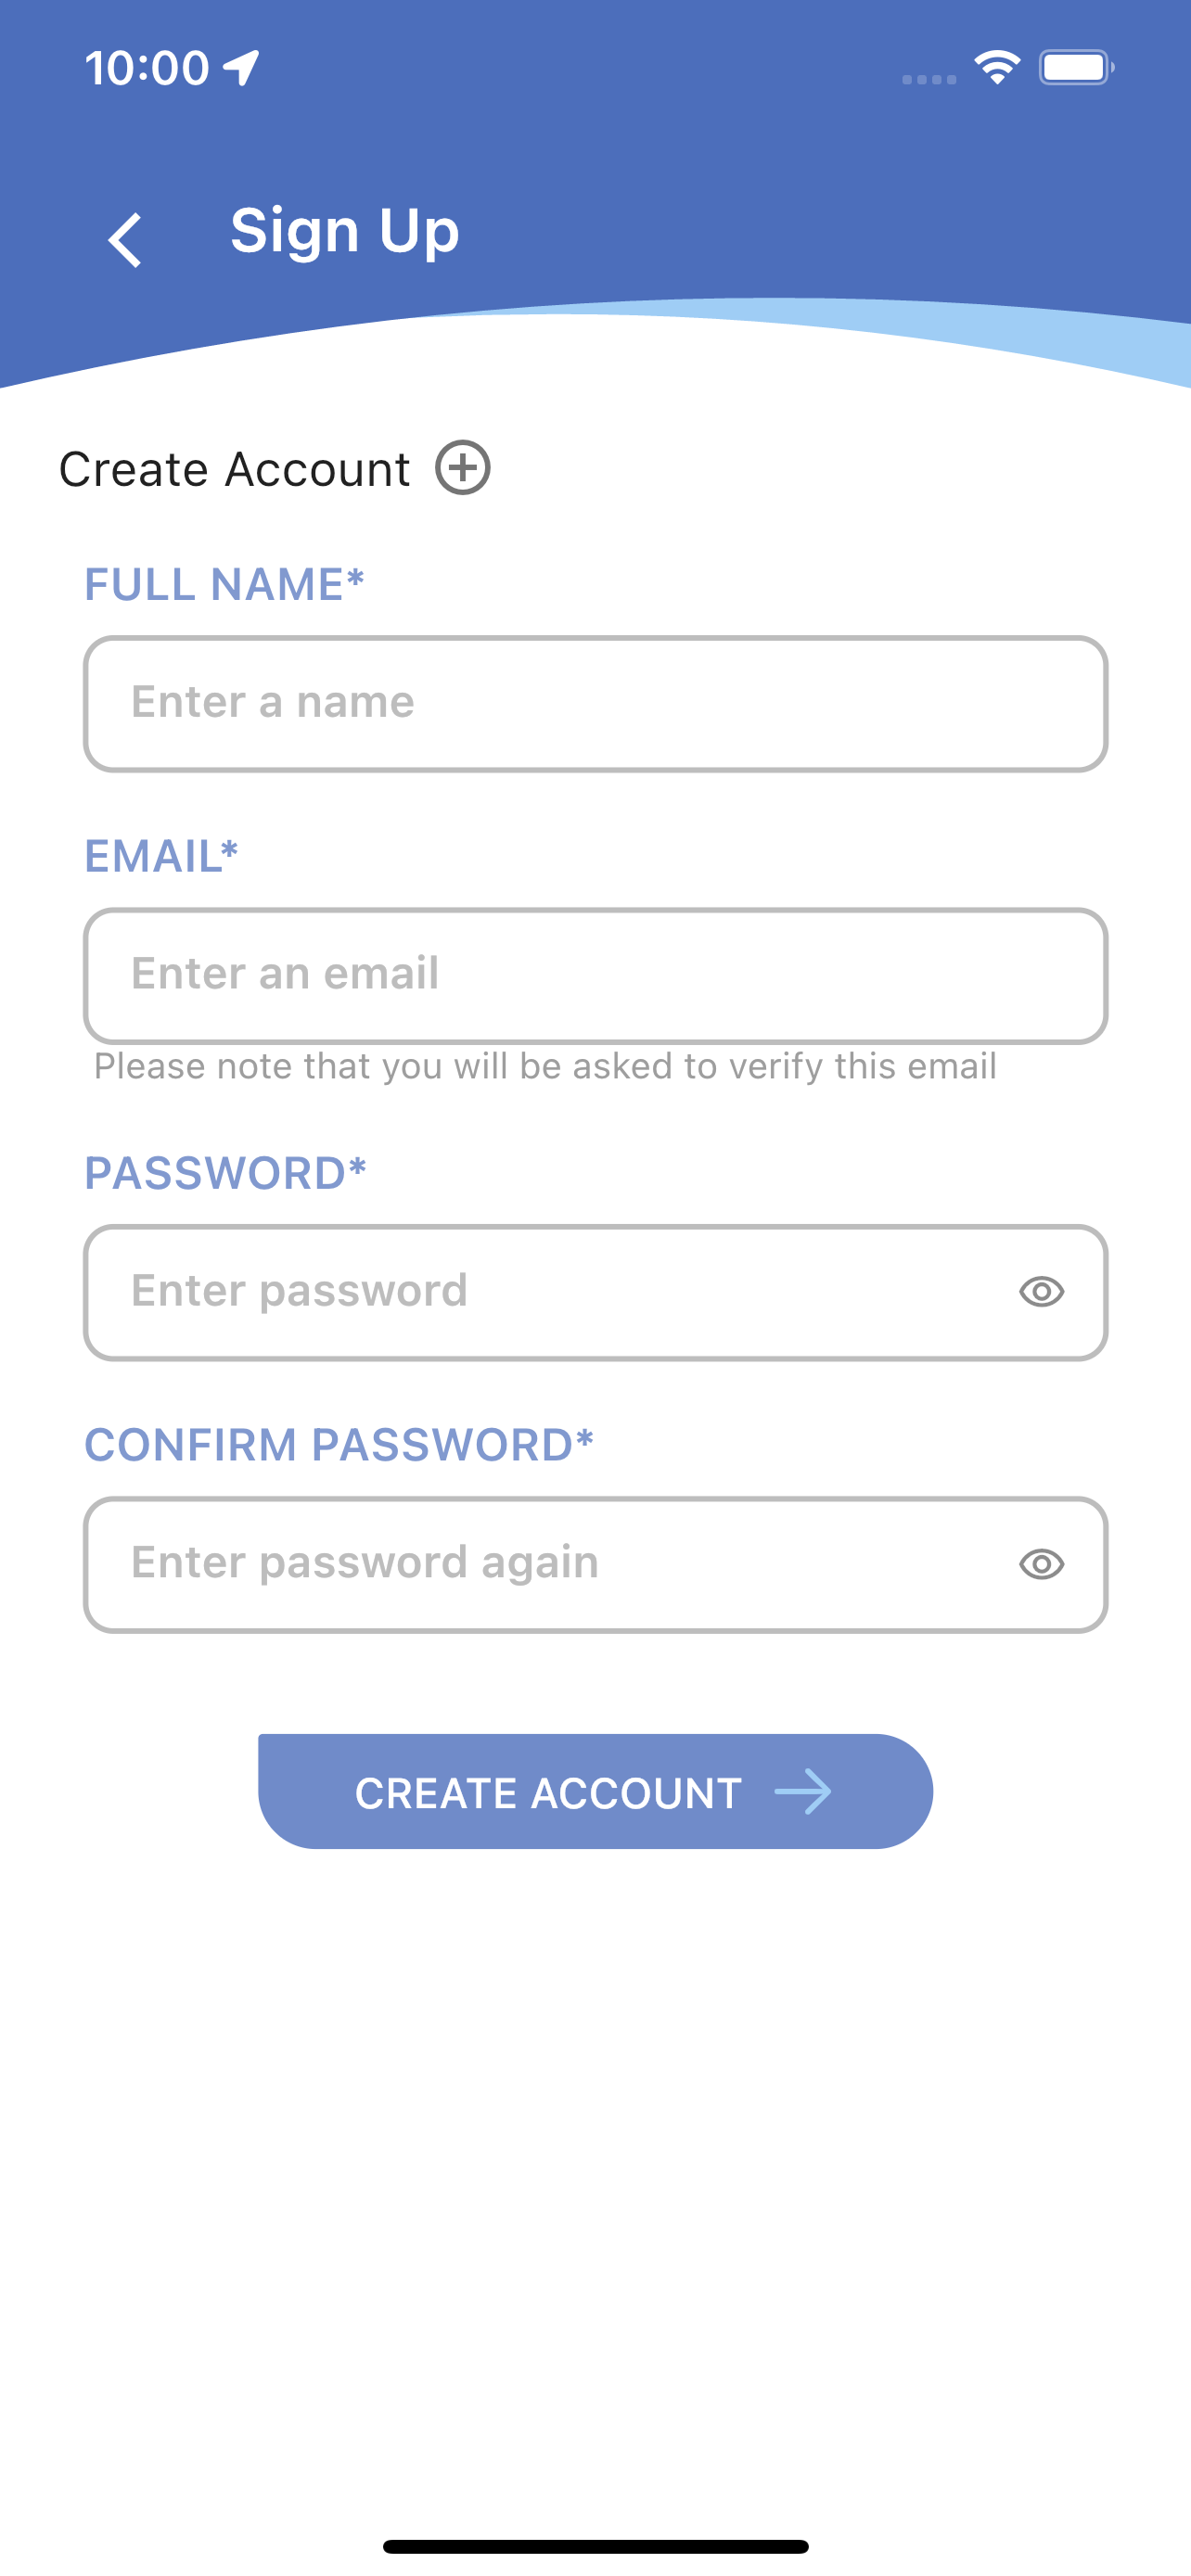 10:00
Sign Up
Create Account
FULL NAME*
Enter a name
EMAIL*
Enter an email
Please note that you will be asked to verify this email
PASSWORD*
Enter password
CONFIRM PASSWORD*
Enter password again
CREATE ACCOUNT